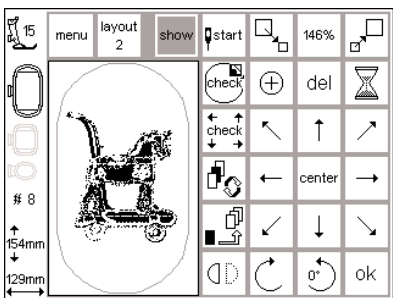 15
menu
layout
2
show
start
146%
check
del
check
center
# 8
154mm
129mm
0°
ok